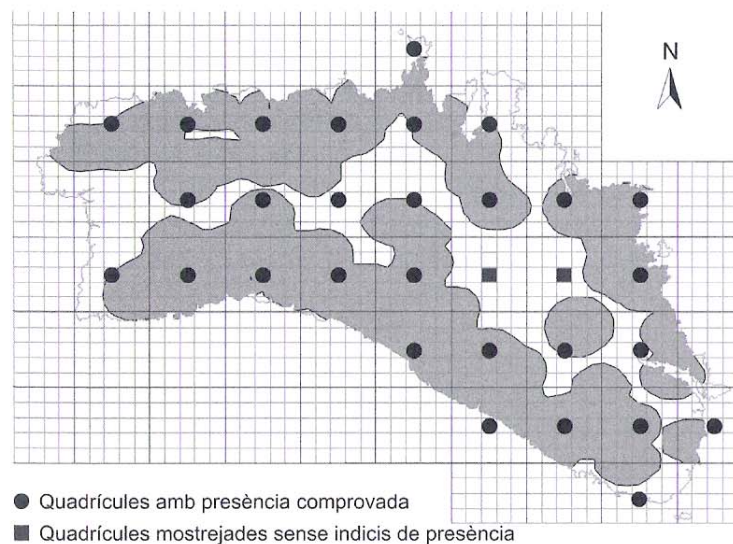 N
● Quadrícules amb presència comprovada
■ Quadrícules mostrejades sense indicis de presència